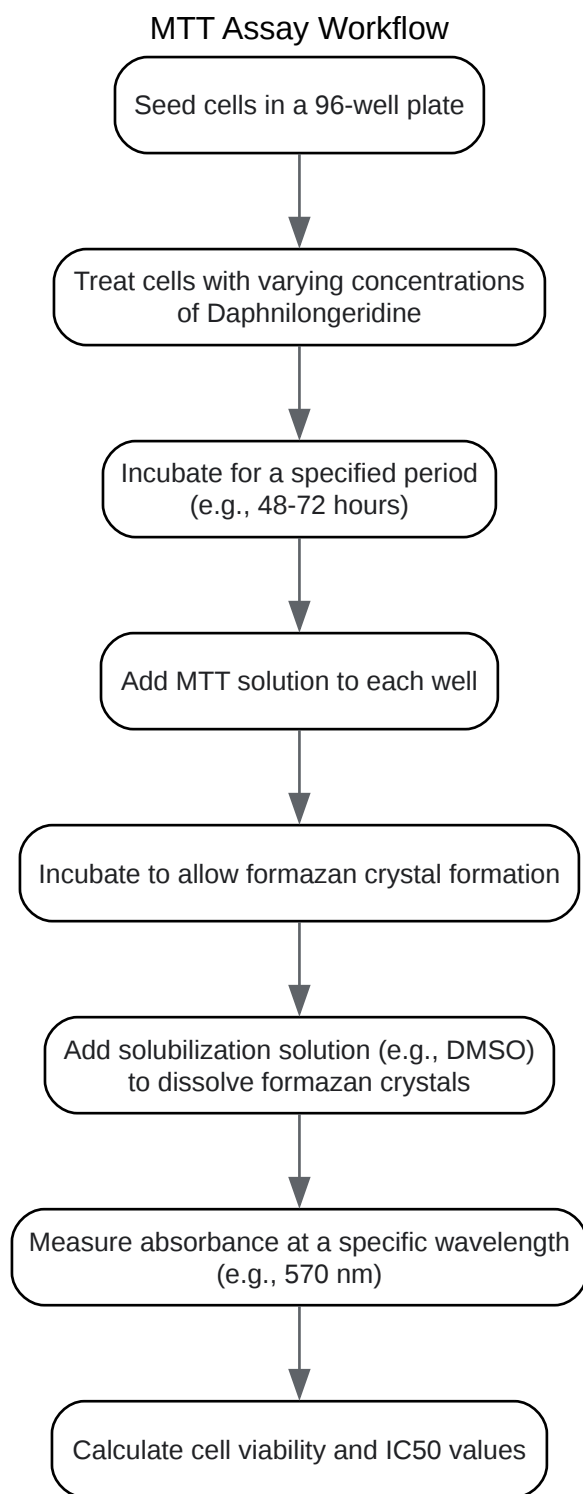 MTT Assay Workflow
Seed cells in a 96-well plate
Treat cells with varying concentrations
of Daphnilongeridine
Incubate for a specified period
(e.g., 48-72 hours)
Add MTT solution to each well
Incubate to allow formazan crystal formation
Add solubilization solution (e.g., DMSO)
to dissolve formazan crystals
Measure absorbance at a specific wavelength
(e.g., 570 nm)
Calculate cell viability and IC50 values